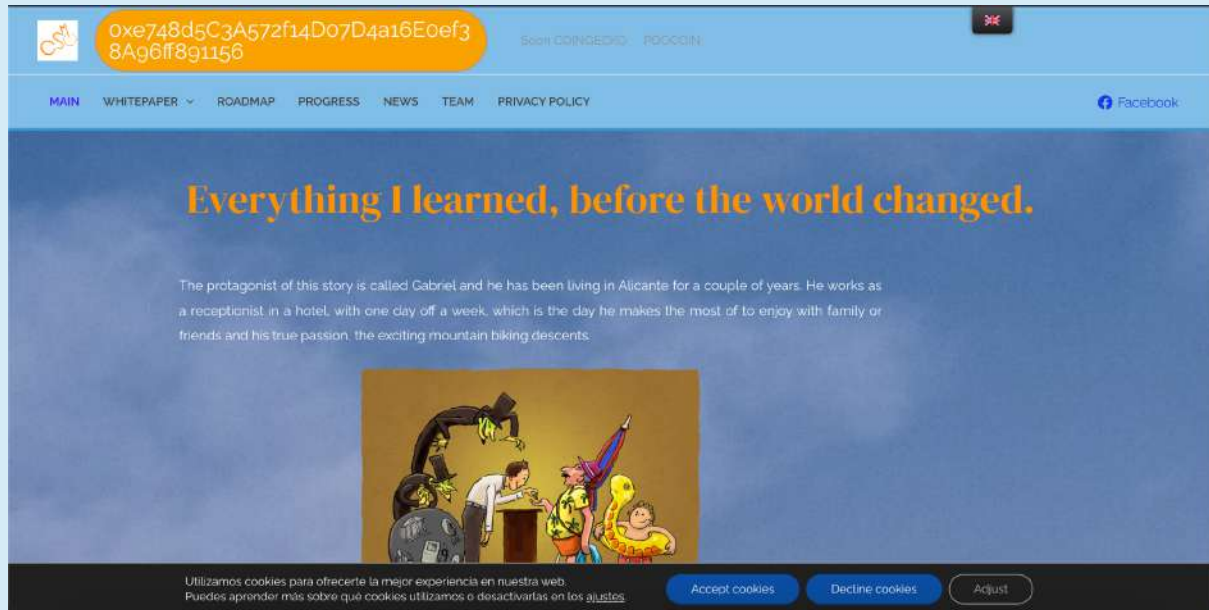 0xe748d5C3A572f14D07D4a16E0ef3
8A96ff891156
Soon COINGECKO POOCOIN
MAIN WHITEPAPER ROADMAP PROGRESS NEWS TEAM PRIVACY POLICY
Facebook
Everything I learned, before the world changed.
The protagonist of this story is called Gabriel and he has been living in Alicante for a couple of years. He works as
a receptionist in a hotel, with one day off a week, which is the day he makes the most of to enjoy with family or
friends and his true passion, the exciting mountain biking descents.
Utilizamos cookies para ofrecerte la mejor experiencia en nuestra web.
Puedes aprender más sobre qué cookies utilizamos o desactivarlas en los ajustes.
Accept cookies
Decline cookies
Adjust